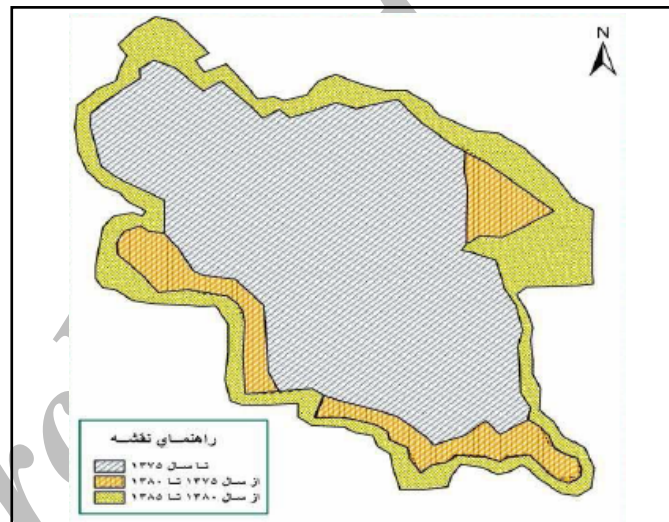 N
راهنمای نقشه
تا سال ۱۳۷۵
از سال ۱۳۷۵ تا ۱۳۸۰
از سال ۱۳۸۰ تا ۱۳۸۵